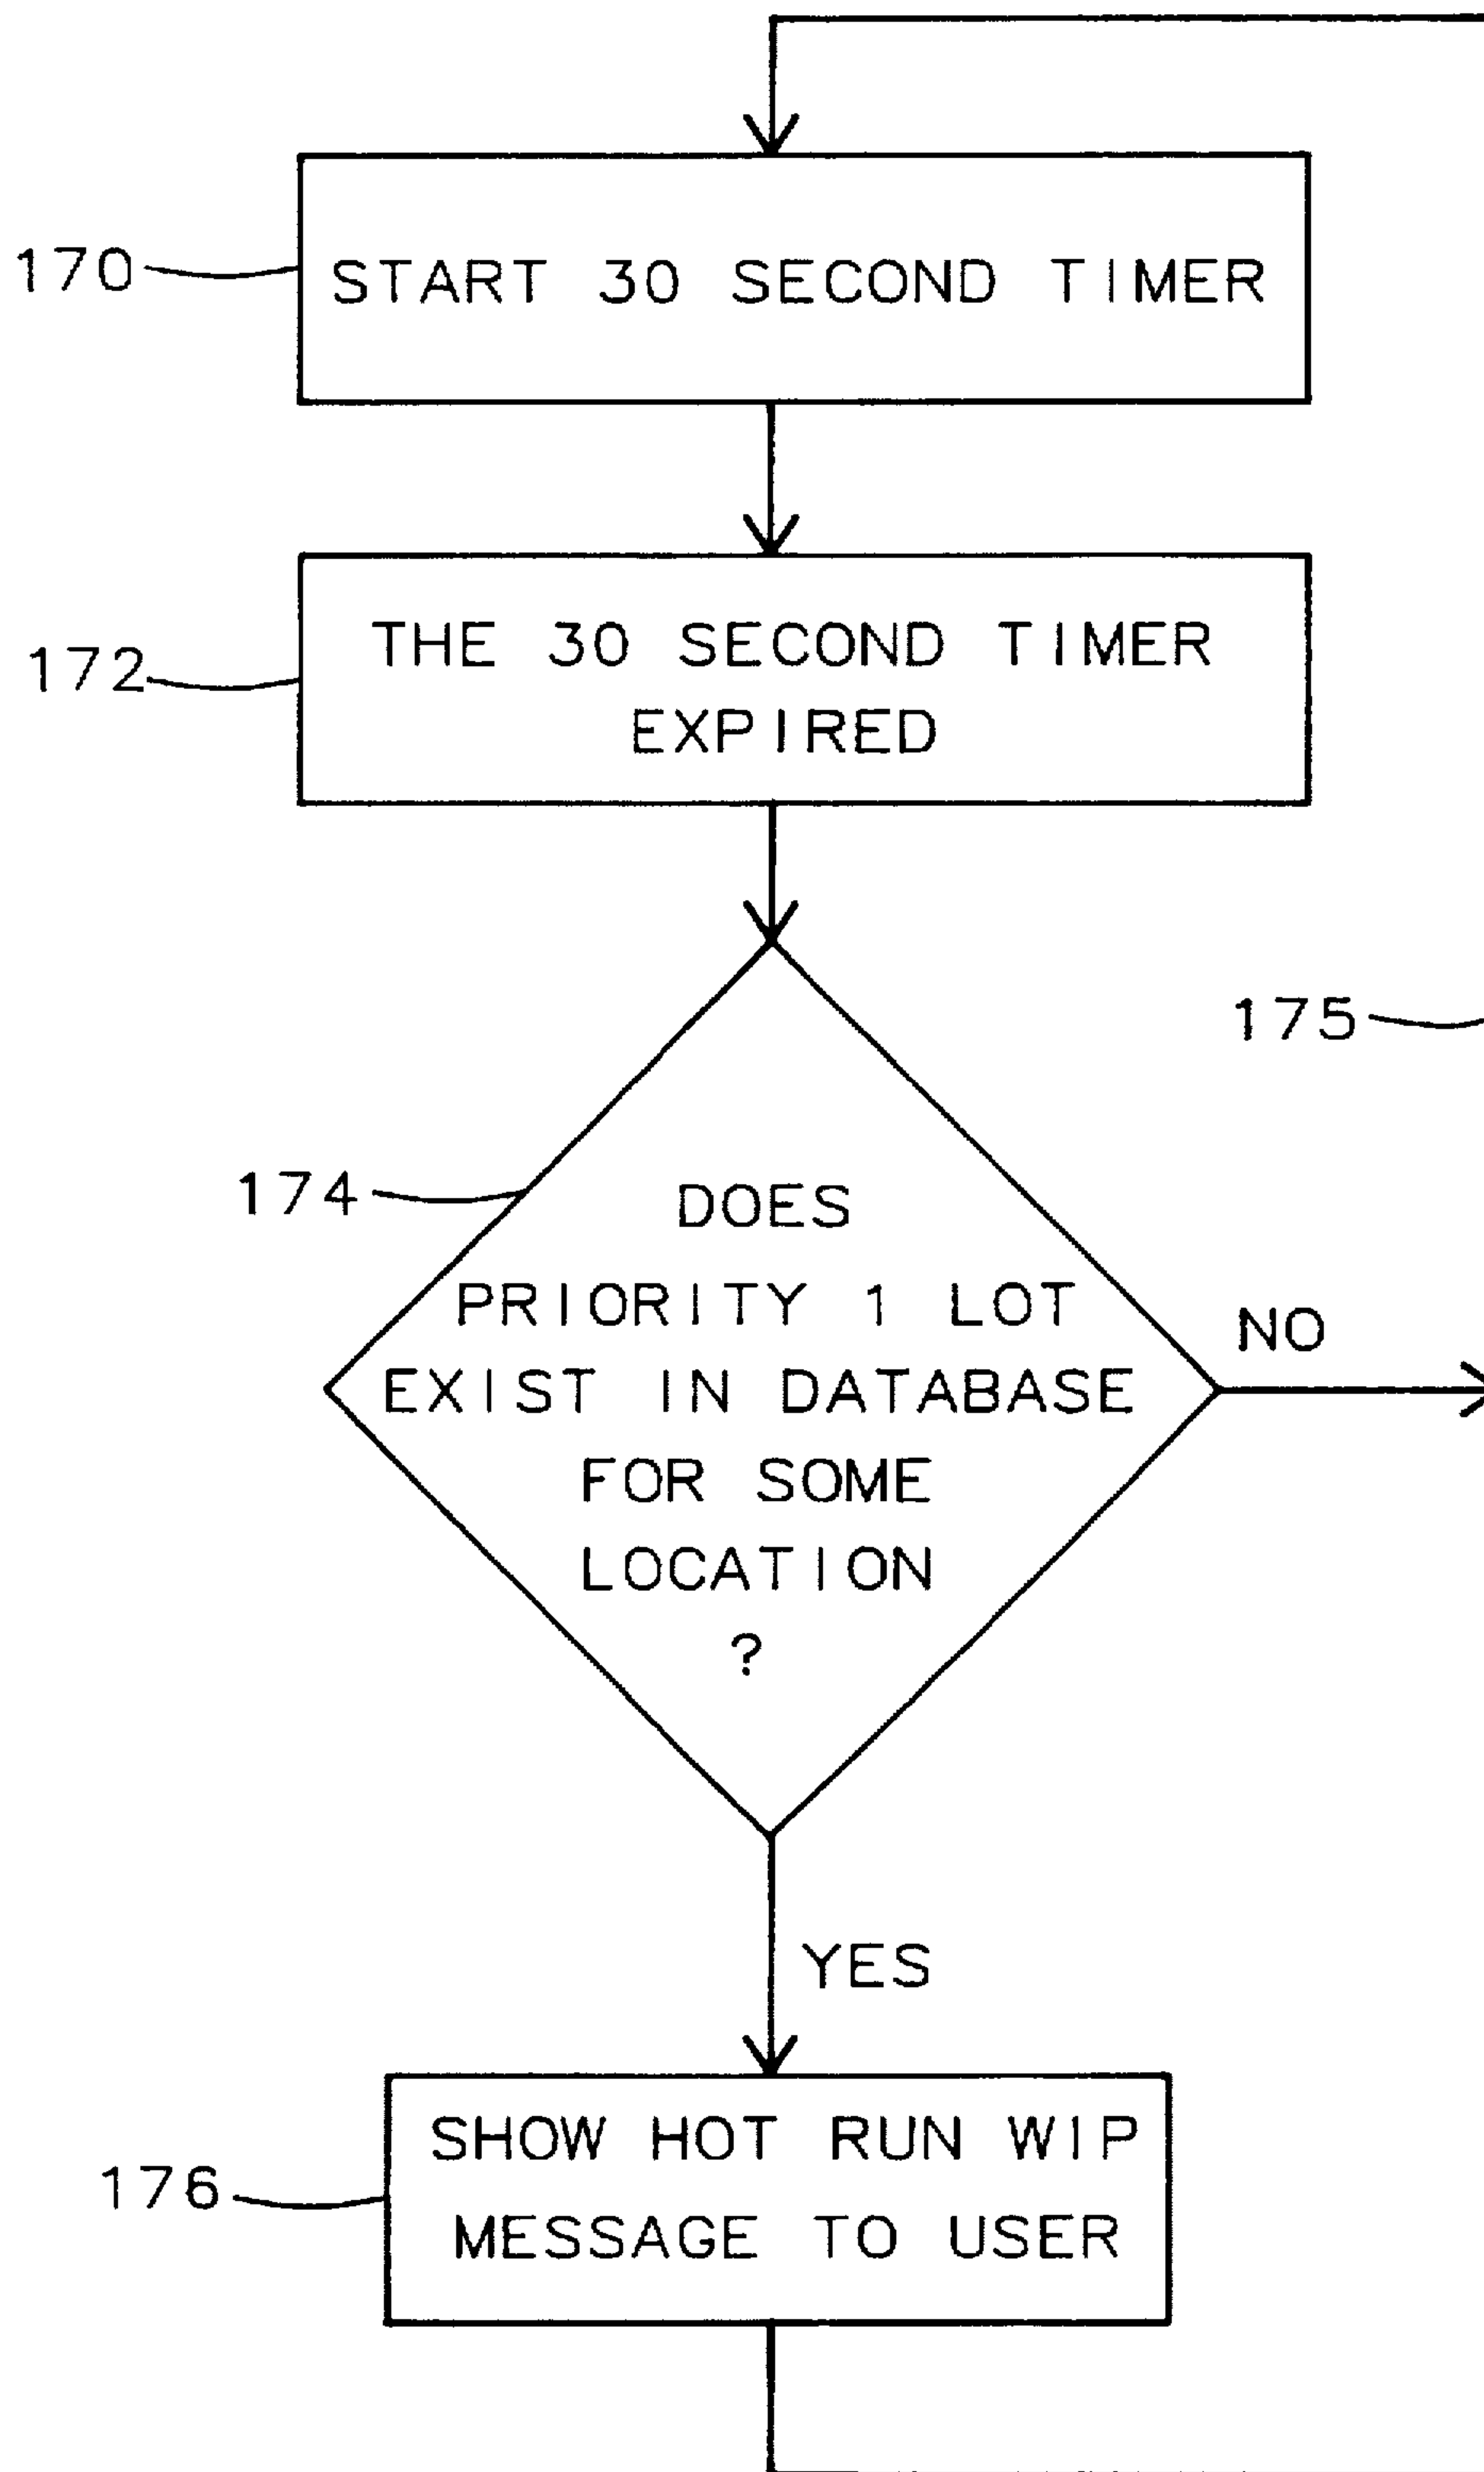 170
START 30 SECOND TIMER
172
THE 30 SECOND TIMER
EXPIRED
175
174
DOES
PRIORITY 1 LOT
EXIST IN DATABASE
FOR SOME
LOCATION
?
NO
YES
176
SHOW HOT RUN WIP
MESSAGE TO USER